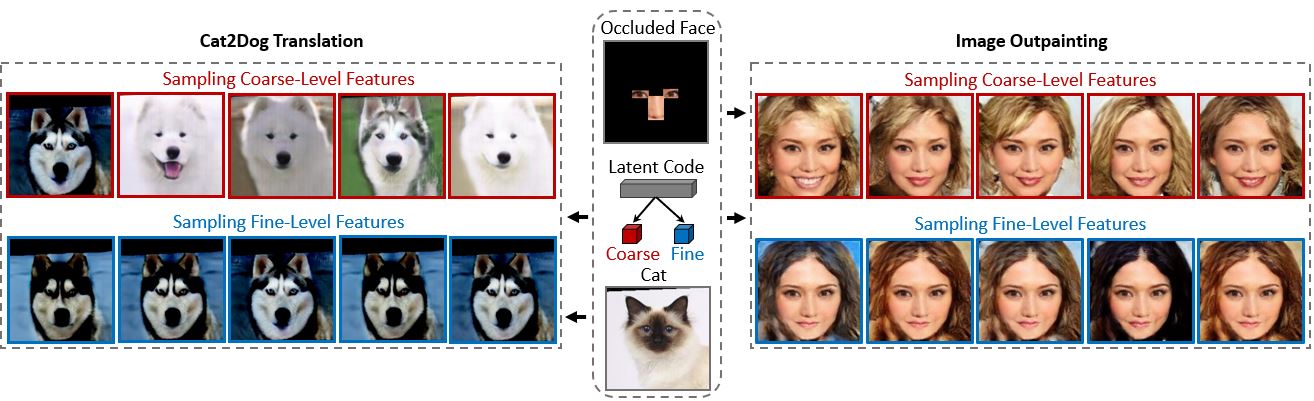 Cat2Dog Translation
Sampling Coarse-Level Features
Sampling Fine-Level Features
Occluded Face
Latent Code
Coarse Fine
Cat
Image Outpainting
Sampling Coarse-Level Features
Sampling Fine-Level Features